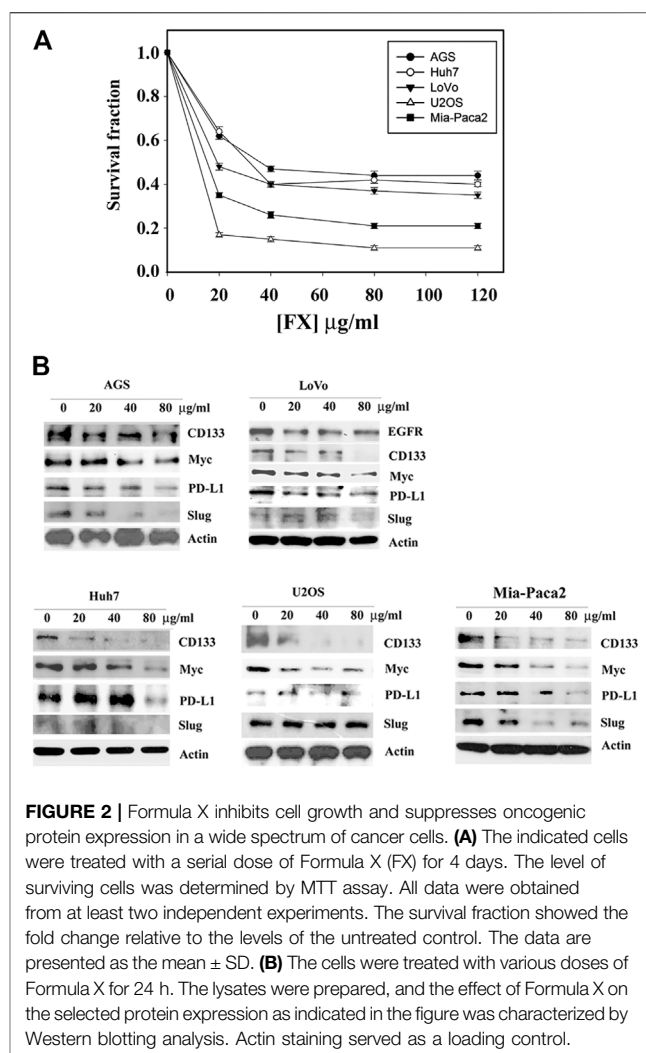 A
1.0
0.8
0.6
0.4
0.2
0.0
Survival fraction
AGS
Huh7
LoVo
U2OS
Mia-Paca2
0 20 40 60 80 100 120
[FX] μg/ml
B
AGS
0 20 40 80 μg/ml
CD133
Myc
PD-L1
Slug
Actin
LoVo
0 20 40 80 μg/ml
EGFR
CD133
Myc
PD-L1
Slug
Actin
Huh7
0 20 40 80 μg/ml
CD133
Myc
PD-L1
Slug
Actin
U2OS
0 20 40 80 μg/ml
CD133
Myc
PD-L1
Slug
Actin
Mia-Paca2
0 20 40 80 μg/ml
CD133
Myc
PD-L1
Slug
Actin
FIGURE 2 | Formula X inhibits cell growth and suppresses oncogenic
protein expression in a wide spectrum of cancer cells. (A) The indicated cells
were treated with a serial dose of Formula X (FX) for 4 days. The level of
surviving cells was determined by MTT assay. All data were obtained
from at least two independent experiments. The survival fraction showed the
fold change relative to the levels of the untreated control. The data are
presented as the mean ± SD. (B) The cells were treated with various doses of
Formula X for 24 h. The lysates were prepared, and the effect of Formula X on
the selected protein expression as indicated in the figure was characterized by
Western blotting analysis. Actin staining served as a loading control.